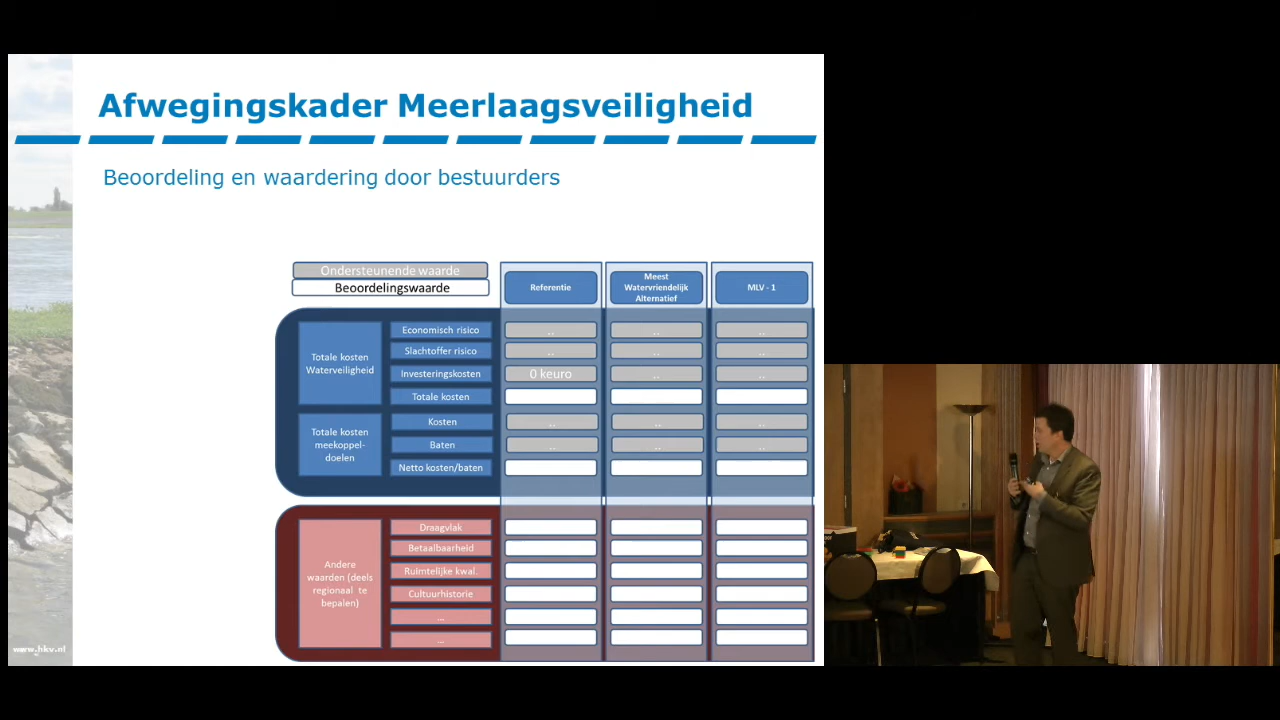 Afwegingskader Meerlaagsveiligheid
Beoordeling en waardering door bestuurders
Ondersteunende waarde
Beoordelingswaarde
Referentie
Meest
Watervriendelijk
Alternatief
MLV - 1
Totale kosten
Waterveiligheid
Economisch risico
..
..
..
Slachtoffer risico
..
..
..
Investeringskosten
0 keuro
..
..
Totale kosten
Totale kosten
meekoppel-
doelen
Kosten
..
..
..
Baten
..
..
..
Netto kosten/baten
Andere
waarden (deels
regionaal te
bepalen)
Draagvlak
Betaalbaarheid
Ruimtelijke kwal.
Cultuurhistorie
...
...
www.hkv.nl